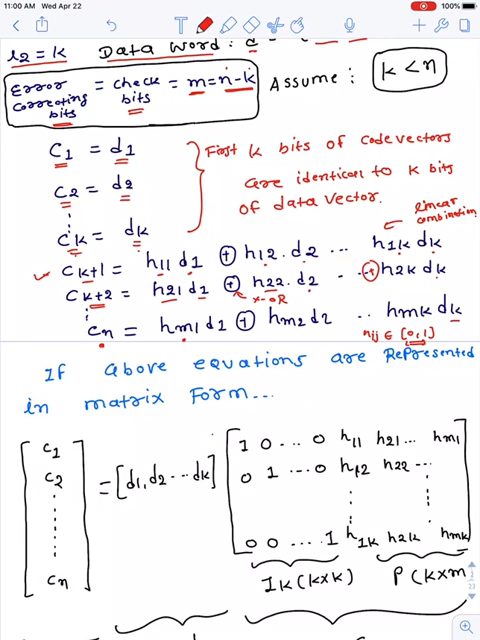 11:00 AM Wed Apr 22
100%
k Data Word : d
Error correcting bits = check bits = m = n-k Assume : k < n
C1 = d1
C2 = d2
Ck = dk
First k bits of code vectors are identical to k bits of data vector.
linear combination
Ck+1 = h11 d1 ⊕ h12 . d2 ... h1k dk
Ck+2 = h21 d1 ⊕ h22 . d2 ... ⊕ h2k dk
X-OR
Cn = hm1 d1 ⊕ hm2 d2 .. hmk dk
hij ∈ [0,1]
If above equations are Represented
in matrix Form...
[C1 C2 ... Cn] = [d1, d2 ... dk]
1 0 ... 0 h11 h21 ... hm1
0 1 ... 0 h12 h22 ...
0 0 ... 1 h1k h2k ... hmk
Ik (k×k) P (k×m